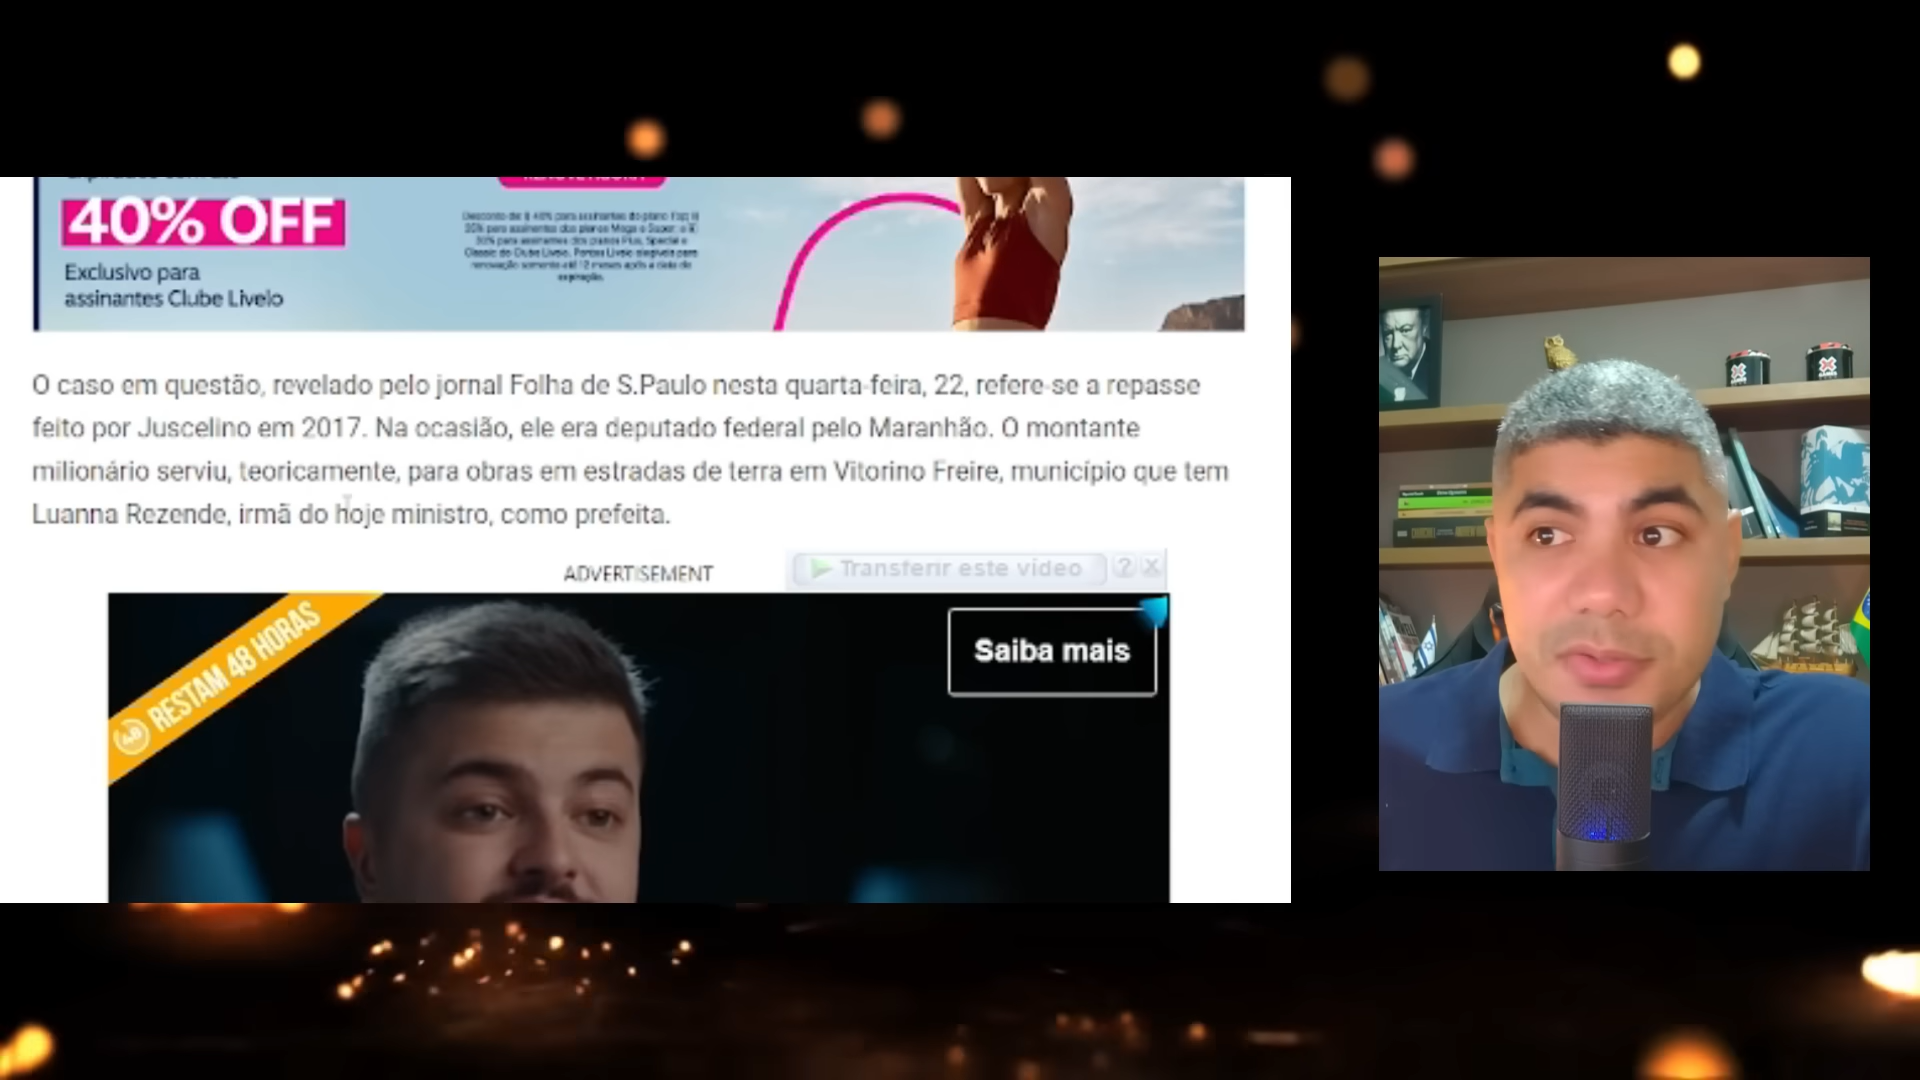 40% OFF
Exclusivo para
assinantes Clube Livelo
O caso em questão, revelado pelo jornal Folha de S.Paulo nesta quarta-feira, 22, refere-se a repasse
feito por Juscelino em 2017. Na ocasião, ele era deputado federal pelo Maranhão. O montante
milionário serviu, teoricamente, para obras em estradas de terra em Vitorino Freire, município que tem
Luanna Rezende, irmã do hoje ministro, como prefeita.
ADVERTISEMENT
Transferir este vídeo ? X
48 RESTAM 48 HORAS
Saiba mais